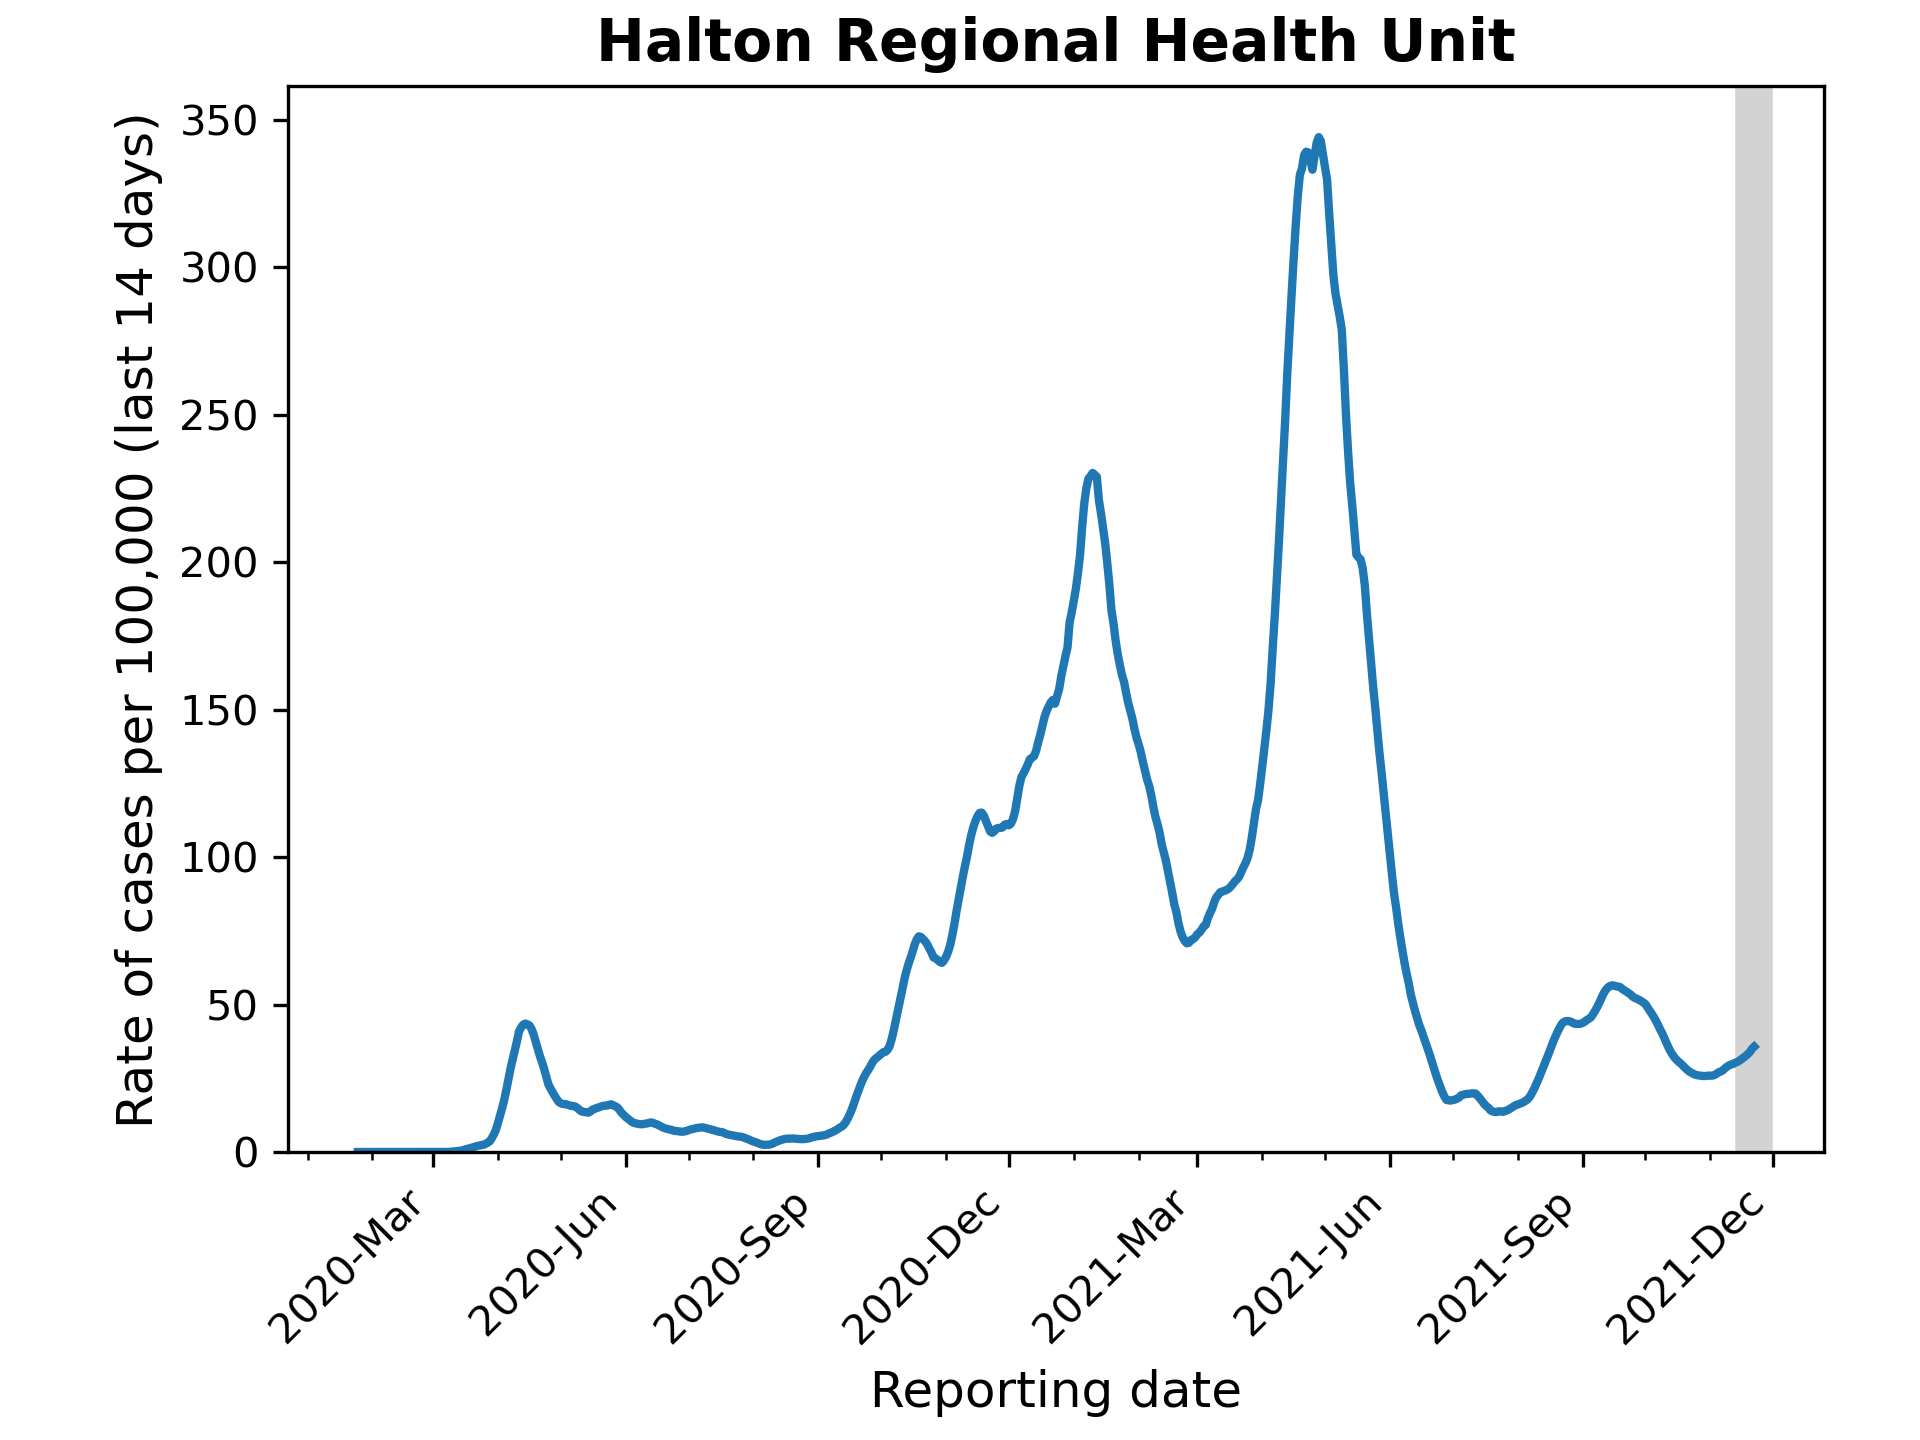 Halton Regional Health Unit
Rate of cases per 100,000 (last 14 days)
350
300
250
200
150
100
50
0
2020-Mar
2020-Jun
2020-Sep
2020-Dec
2021-Mar
2021-Jun
2021-Sep
2021-Dec
Reporting date